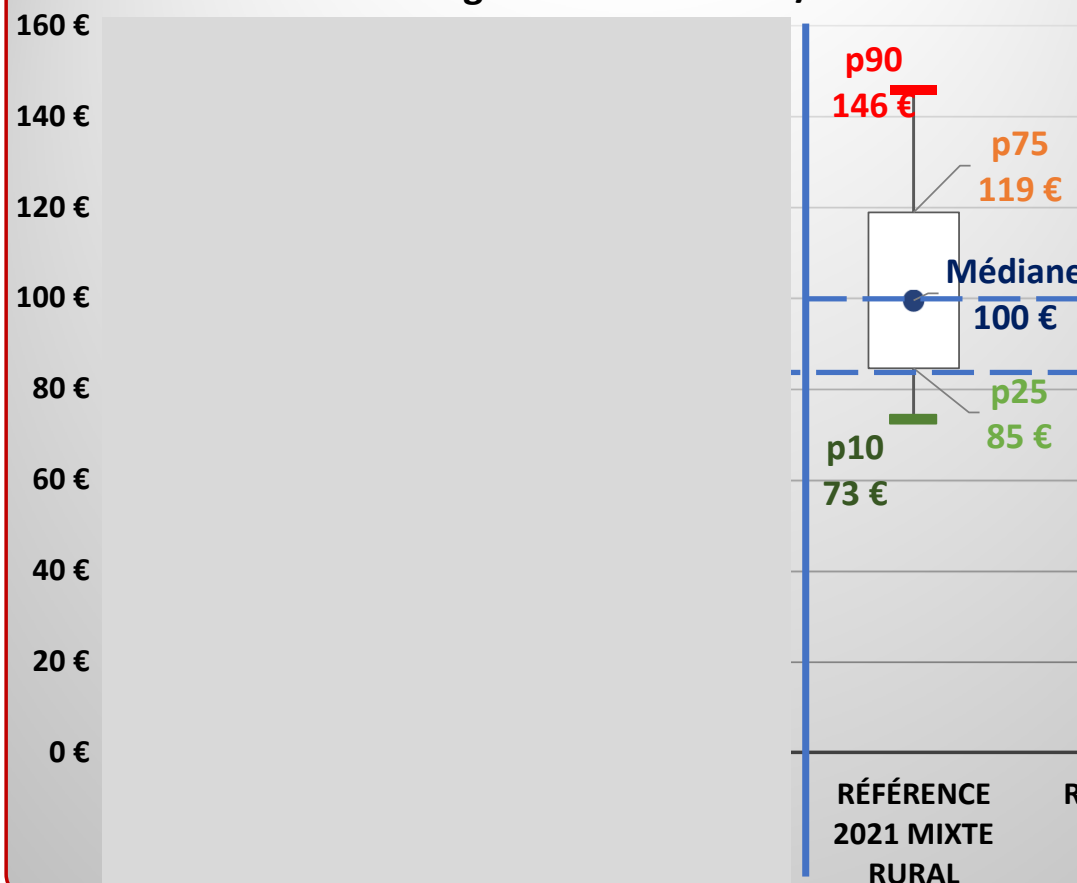 160 €
140 €
120 €
100 €
80 €
60 €
40 €
20 €
0 €
p90
146 €
p75
119 €
Médiane
100 €
p25
85 €
p10
73 €
RÉFÉRENCE
2021 MIXTE
RURAL